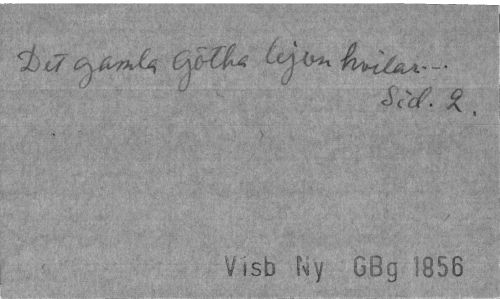 Det gamla Götha lejon hvilar...
Sid. 2.
Visb Ny GBg 1856